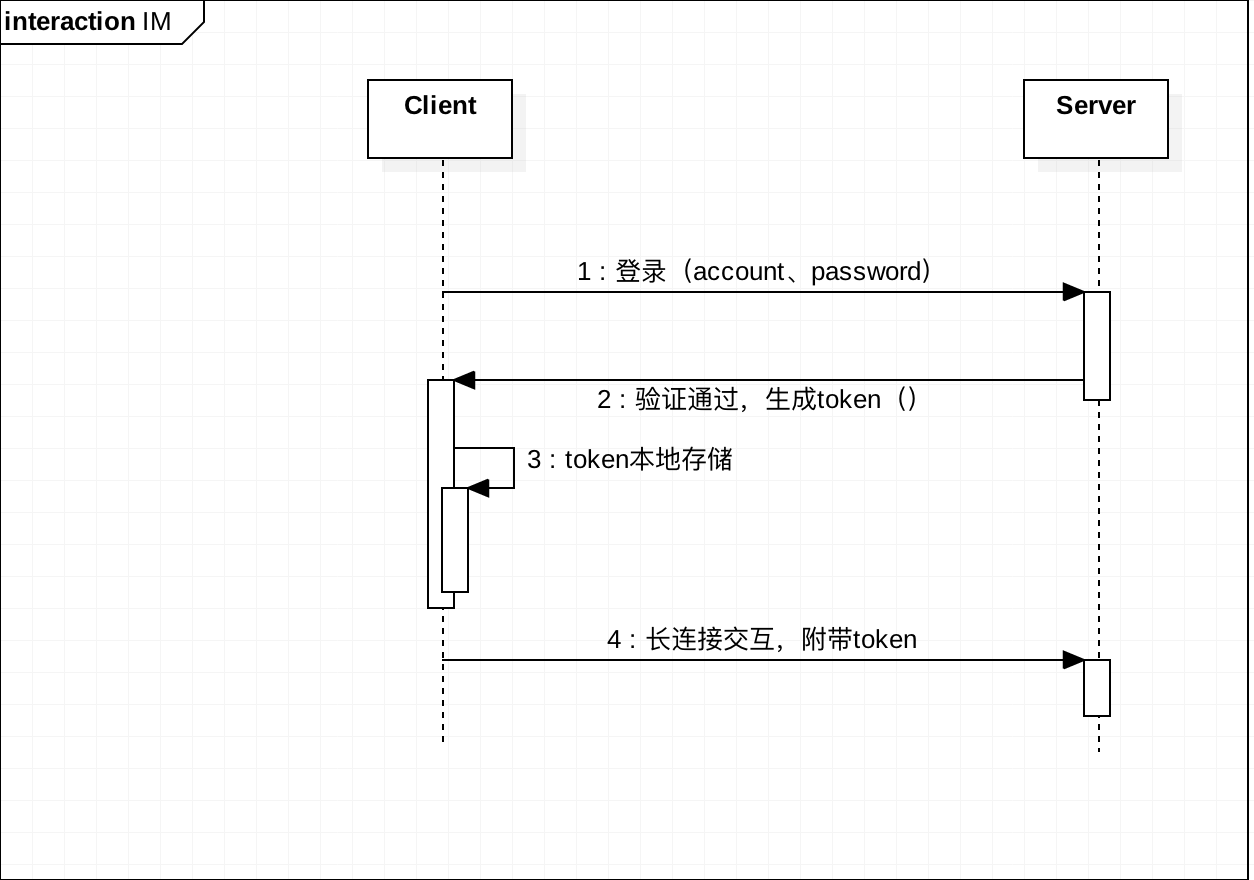 interaction IM
Client
Server
1 : 登录（account、password）
2 : 验证通过，生成token（）
3 : token本地存储
4 : 长连接交互，附带token